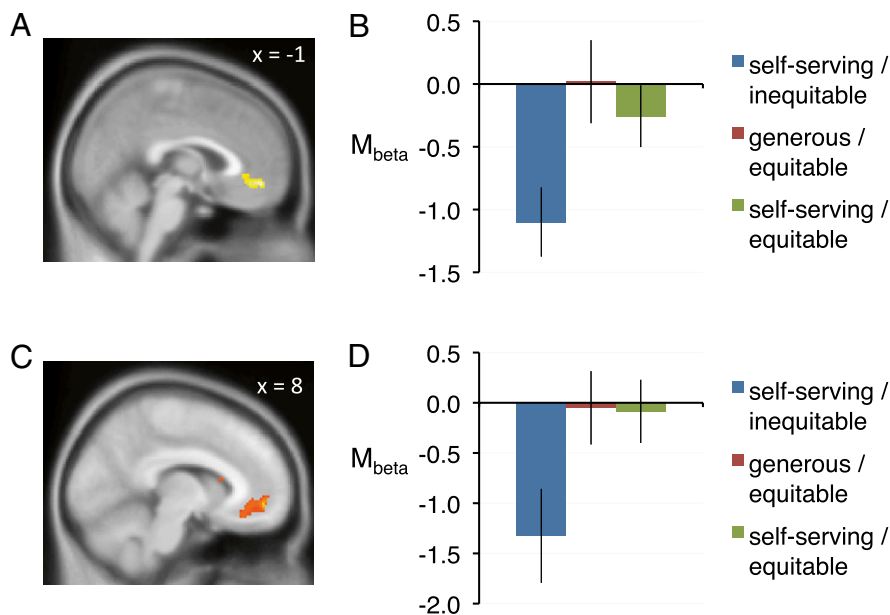 A
x = -1
B
0.5
0.0
-0.5
-1.0
-1.5
Mbeta
self-serving /
inequitable
generous /
equitable
self-serving /
equitable
C
x = 8
D
0.5
0.0
-0.5
-1.0
-1.5
-2.0
Mbeta
self-serving /
inequitable
generous /
equitable
self-serving /
equitable